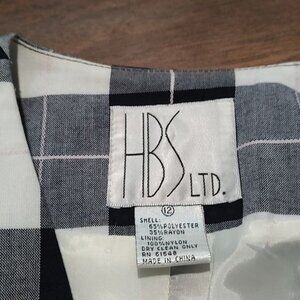 HBS LTD.
12
SHELL:
65% POLYESTER
35% RAYON
LINING:
100% NYLON
DRY CLEAN ONLY
RN 61548
MADE IN CHINA